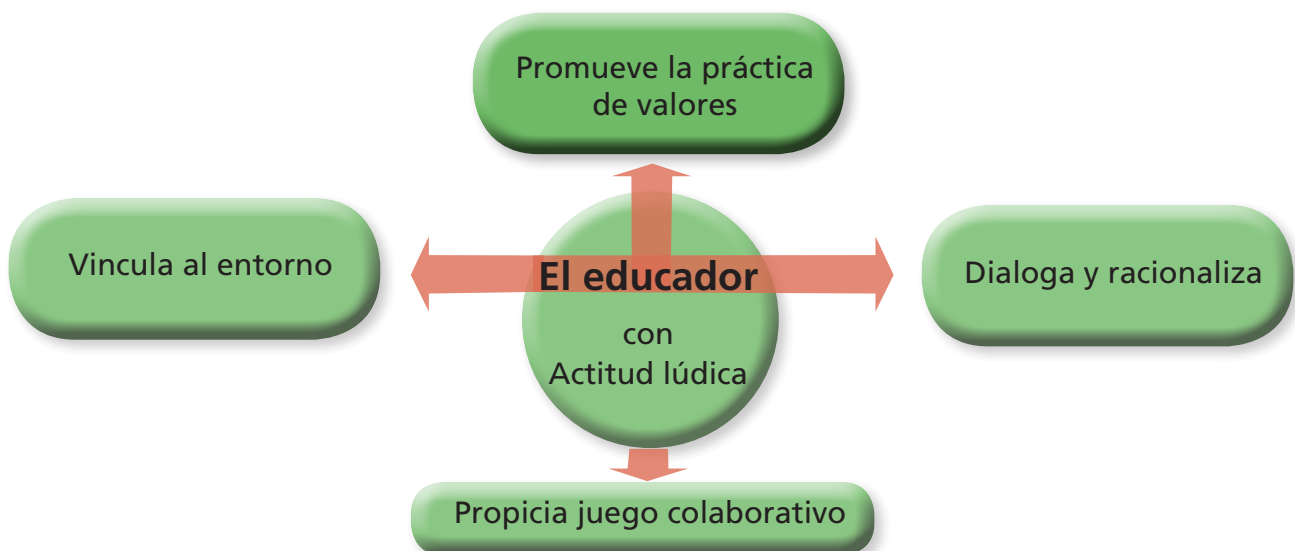 Promueve la práctica
de valores
Vincula al entorno
El educador
con
Actitud lúdica
Dialoga y racionaliza
Propicia juego colaborativo